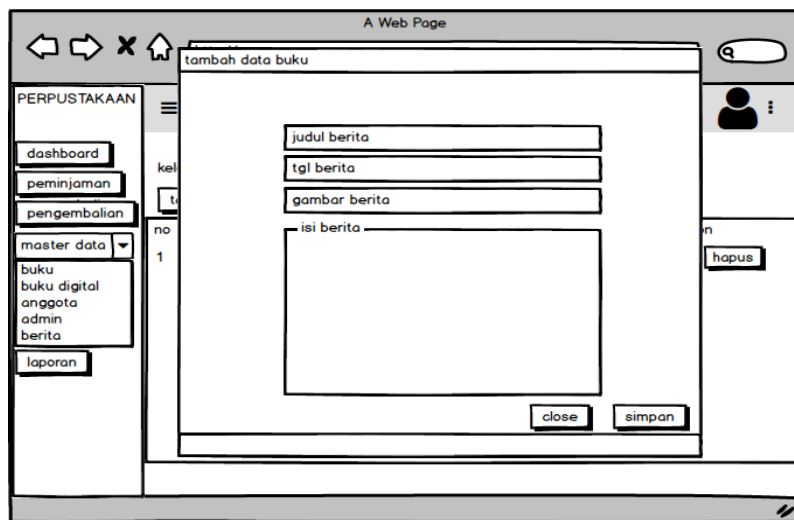 A Web Page
tambah data buku
PERPUSTAKAAN
dashboard
peminjaman
pengembalian
master data
buku
buku digital
anggota
admin
berita
laporan
no
1
judul berita
tgl berita
gambar berita
isi berita
hapus
close
simpan